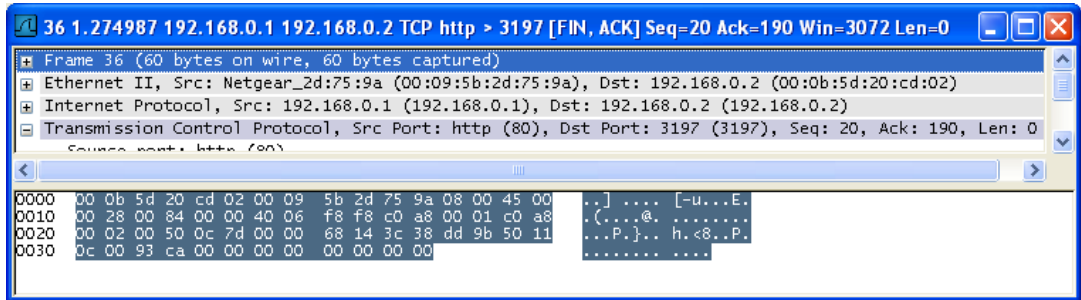 36 1.274987 192.168.0.1 192.168.0.2 TCP http > 3197 [FIN, ACK] Seq=20 Ack=190 Win=3072 Len=0
Frame 36 (60 bytes on wire, 60 bytes captured)
Ethernet II, Src: Netgear_2d:75:9a (00:09:5b:2d:75:9a), Dst: 192.168.0.2 (00:0b:5d:20:cd:02)
Internet Protocol, Src: 192.168.0.1 (192.168.0.1), Dst: 192.168.0.2 (192.168.0.2)
Transmission Control Protocol, Src Port: http (80), Dst Port: 3197 (3197), Seq: 20, Ack: 190, Len: 0
Source port: http (80)
0000 00 0b 5d 20 cd 02 00 09 5b 2d 75 9a 08 00 45 00 ..] .... [-u...E.
0010 00 28 00 84 00 00 40 06 f8 f8 c0 a8 00 01 c0 a8 .(....@. ........
0020 00 02 00 50 0c 7d 00 00 68 14 3c 38 dd 9b 50 11 ...P.}.. h.<8..P.
0030 0c 00 93 ca 00 00 00 00 00 00 00 00 ........ ....